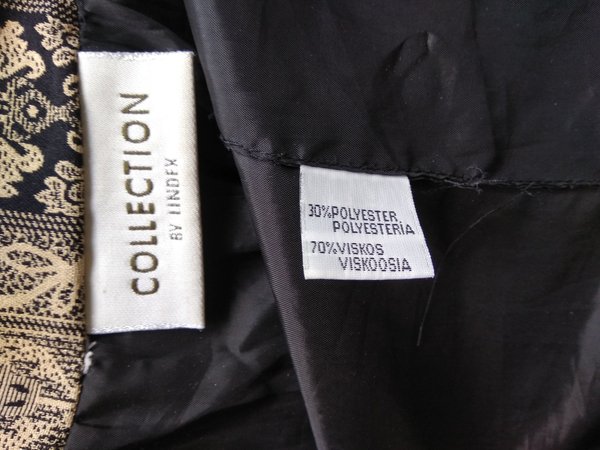 COLLECTION
BY LINDEX
30%POLYESTER
POLYESTERIA
70%VISKOS
VISKOOSIA